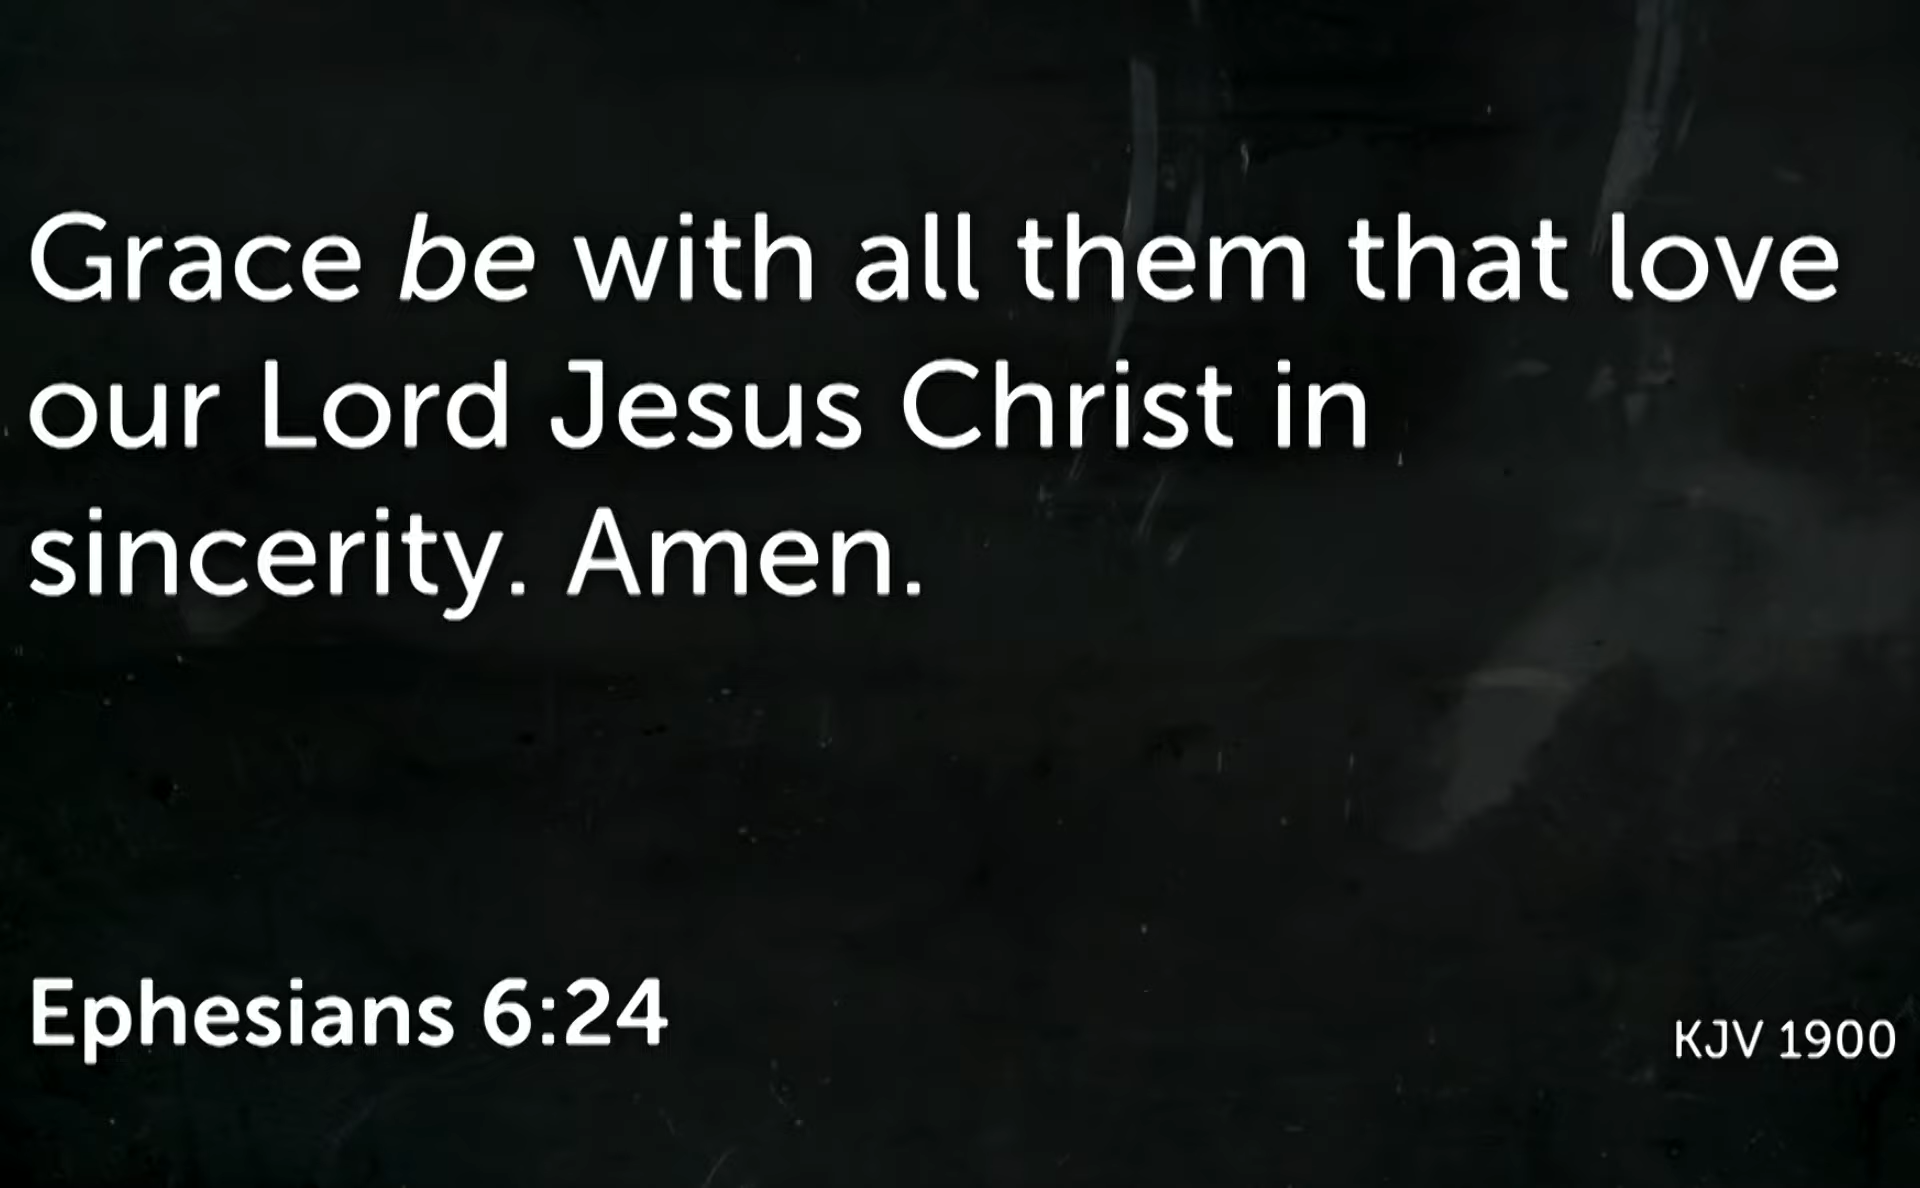 Grace be with all them that love
our Lord Jesus Christ in
sincerity. Amen.
Ephesians 6:24
KJV 1900